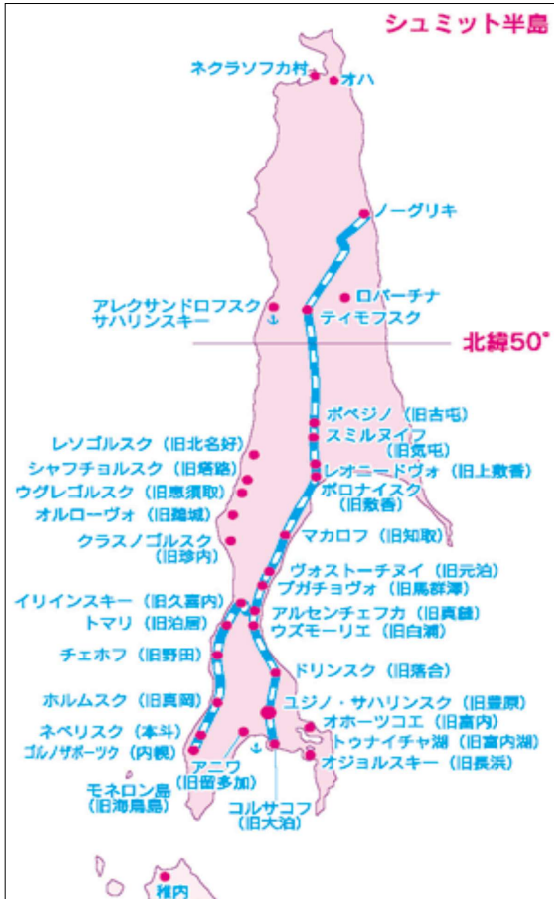 シュミット半島
ネクラソフカ村
オハ
ノーグリキ
ロバーチナ
アレクサンドロフスク
サハリンスキー
ティモフスク
北緯50°
ポベジノ（旧古屯）
スミルヌイフ
（旧気屯）
レソゴルスク（旧北名好）
シャフチョルスク（旧塔路）
レオニードヴォ（旧上敷香）
ウグレゴルスク（旧恵須取）
ポロナイスク
（旧敷香）
オルローヴォ（旧鵜城）
クラスノゴルスク
（旧珍内）
マカロフ（旧知取）
ヴォストーチヌイ（旧元泊）
プガチョヴォ（旧馬群潭）
イリインスキー（旧久喜内）
アルセンチェフカ（旧真縫）
トマリ（旧泊居）
ウズモーリエ（旧白浦）
チェホフ（旧野田）
ドリンスク（旧落合）
ホルムスク（旧真岡）
ユジノ・サハリンスク（旧豊原）
オホーツコエ（旧富内）
ネベリスク（本斗）
トゥナイチャ湖（旧富内湖）
ゴルノザボーツク（内幌）
オジョルスキー（旧長浜）
アニワ
（旧留多加）
モネロン島
（旧海馬島）
コルサコフ
（旧大泊）
稚内